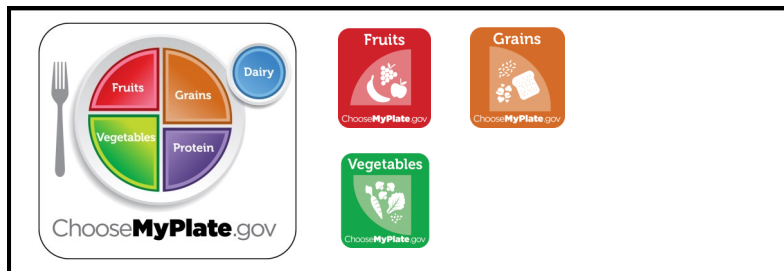 Fruits
Grains
Dairy
Vegetables
Protein
ChooseMyPlate.gov
Fruits
ChooseMyPlate.gov
Grains
ChooseMyPlate.gov
Vegetables
ChooseMyPlate.gov